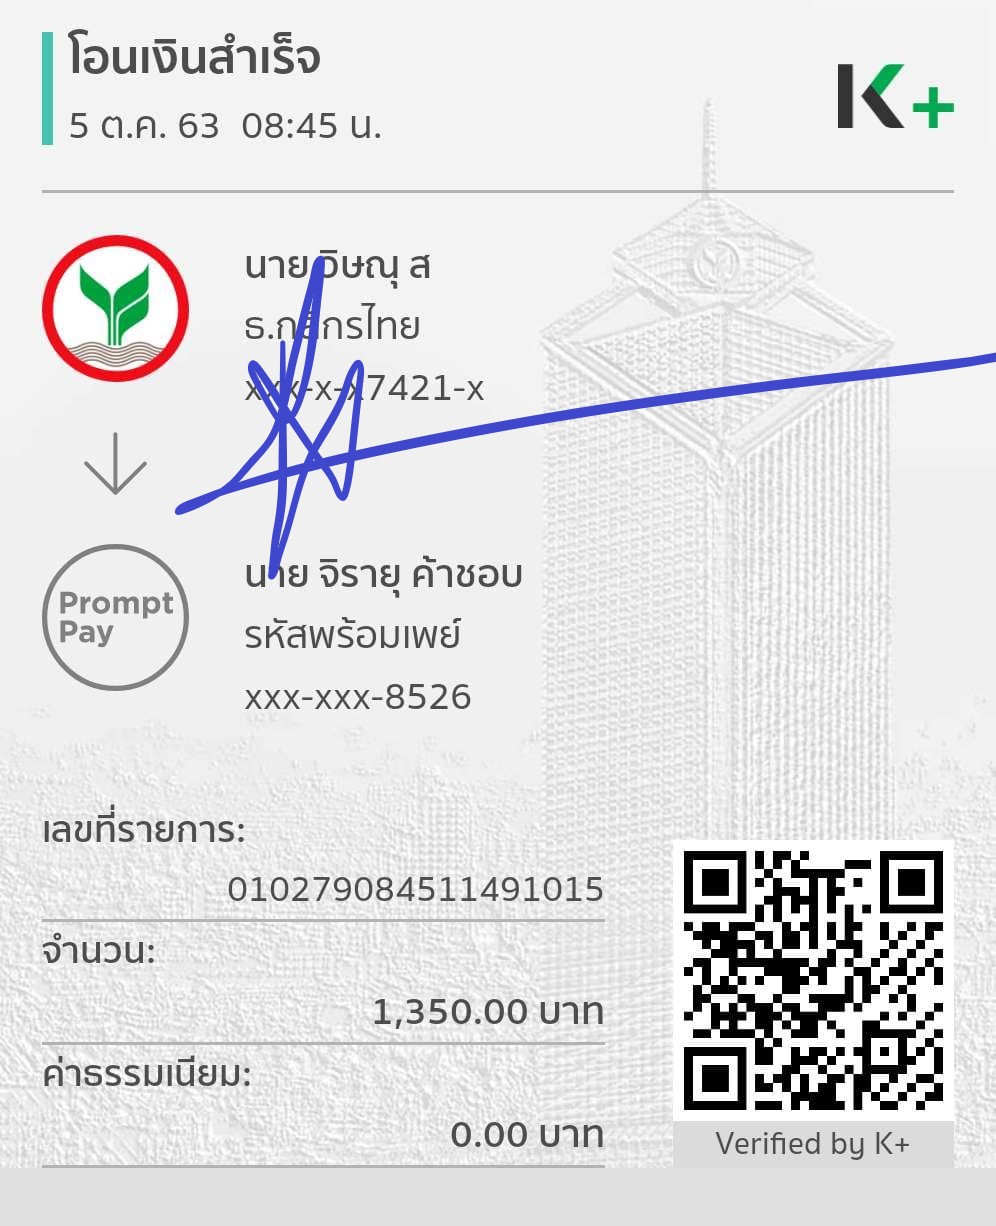 โอนเงินสำเร็จ
5 ต.ค. 63 08:45 น.
K+
นาย วิษณุ ส
ธ.กสิกรไทย
xxx-x-x7421-x
Prompt
Pay
นาย จิรายุ ค้าชอบ
รหัสพร้อมเพย์
xxx-xxx-8526
เลขที่รายการ:
010279084511491015
จำนวน:
1,350.00 บาท
ค่าธรรมเนียม:
0.00 บาท
Verified by K+